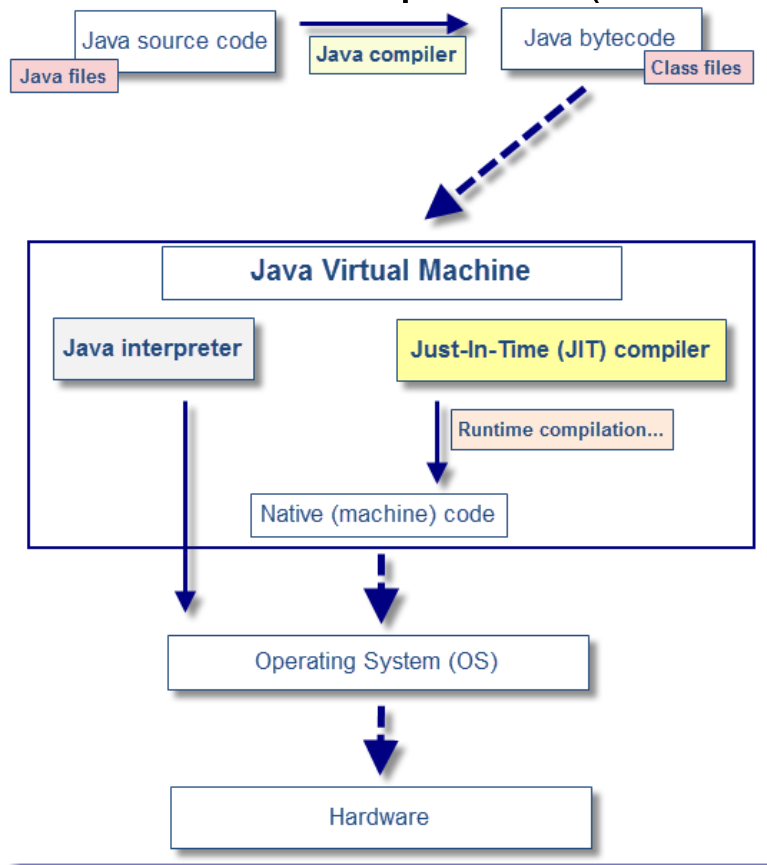 Java source code
Java files
Java compiler
Java bytecode
Class files
Java Virtual Machine
Java interpreter
Just-In-Time (JIT) compiler
Runtime compilation...
Native (machine) code
Operating System (OS)
Hardware